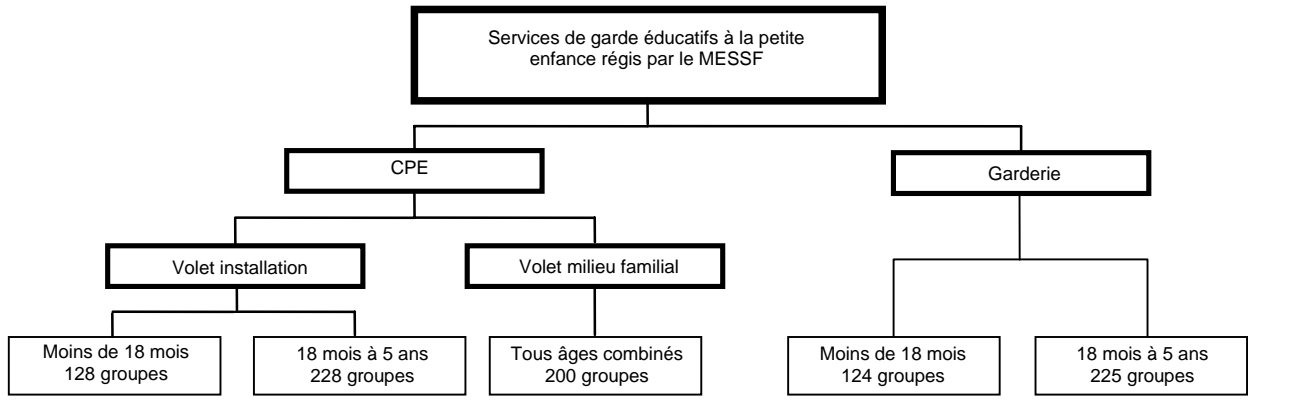 Services de garde éducatifs à la petite
enfance régis par le MESSF
CPE
Garderie
Volet installation
Volet milieu familial
Moins de 18 mois
128 groupes
18 mois à 5 ans
228 groupes
Tous âges combinés
200 groupes
Moins de 18 mois
124 groupes
18 mois à 5 ans
225 groupes